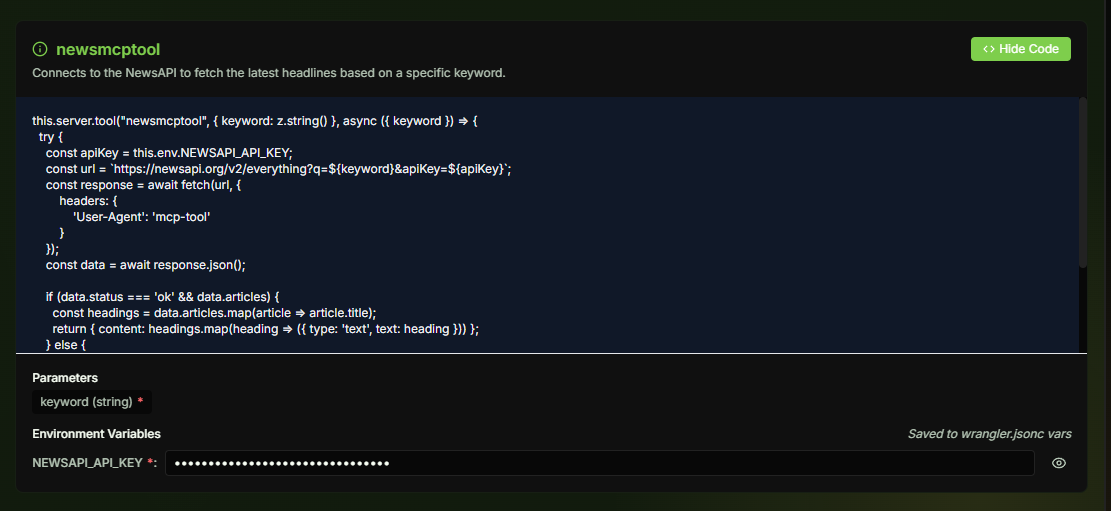 newsmcptool
<> Hide Code
Connects to the NewsAPI to fetch the latest headlines based on a specific keyword.
this.server.tool("newsmcptool", { keyword: z.string() }, async ({ keyword }) => {
  try {
    const apiKey = this.env.NEWSAPI_API_KEY;
    const url = `https://newsapi.org/v2/everything?q=${keyword}&apiKey=${apiKey}`;
    const response = await fetch(url, {
        headers: {
            'User-Agent': 'mcp-tool'
        }
    });
    const data = await response.json();

    if (data.status === 'ok' && data.articles) {
      const headings = data.articles.map(article => article.title);
      return { content: headings.map(heading => ({ type: 'text', text: heading })) };
    } else {
Parameters
keyword (string) *
Environment Variables
Saved to wrangler.jsonc vars
NEWSAPI_API_KEY *: ••••••••••••••••••••••••••••••••